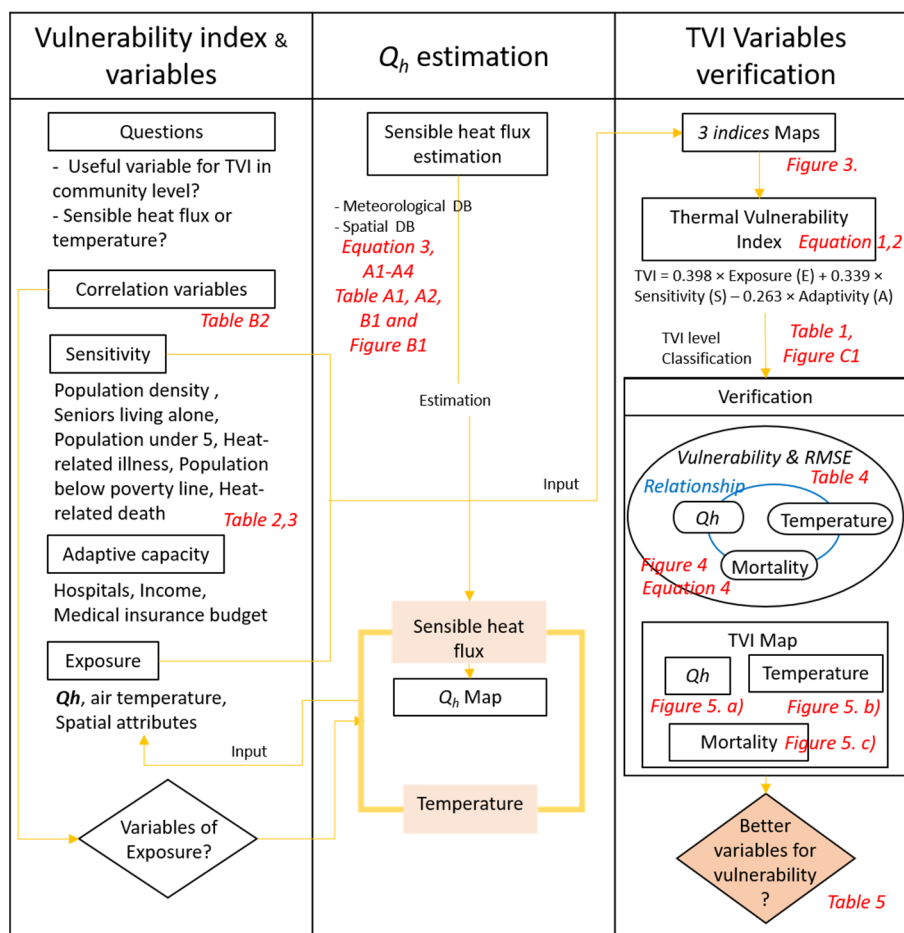 Vulnerability index &
variables
Questions
- Useful variable for TVI in
community level?
- Sensible heat flux or
temperature?
Correlation variables
Table B2
Sensitivity
Population density ,
Seniors living alone,
Population under 5, Heat-
related illness, Population
below poverty line, Heat-
related death
Table 2,3
Adaptive capacity
Hospitals, Income,
Medical insurance budget
Exposure
Qh, air temperature,
Spatial attributes
Input
Variables of
Exposure?
Qh estimation
Sensible heat flux
estimation
- Meteorological DB
- Spatial DB
Equation 3,
A1-A4
Table A1, A2,
B1 and
Figure B1
Estimation
Input
Sensible heat
flux
Qh Map
Temperature
TVI Variables
verification
3 indices Maps
Figure 3.
Thermal Vulnerability
Index
Equation 1,2
TVI = 0.398 × Exposure (E) + 0.339 ×
Sensitivity (S) – 0.263 × Adaptivity (A)
TVI level
Classification
Table 1,
Figure C1
Verification
Vulnerability & RMSE
Table 4
Relationship
Qh
Temperature
Mortality
Figure 4
Equation 4
TVI Map
Qh
Temperature
Figure 5. a)
Figure 5. b)
Mortality
Figure 5. c)
Better
variables for
vulnerability
?
Table 5